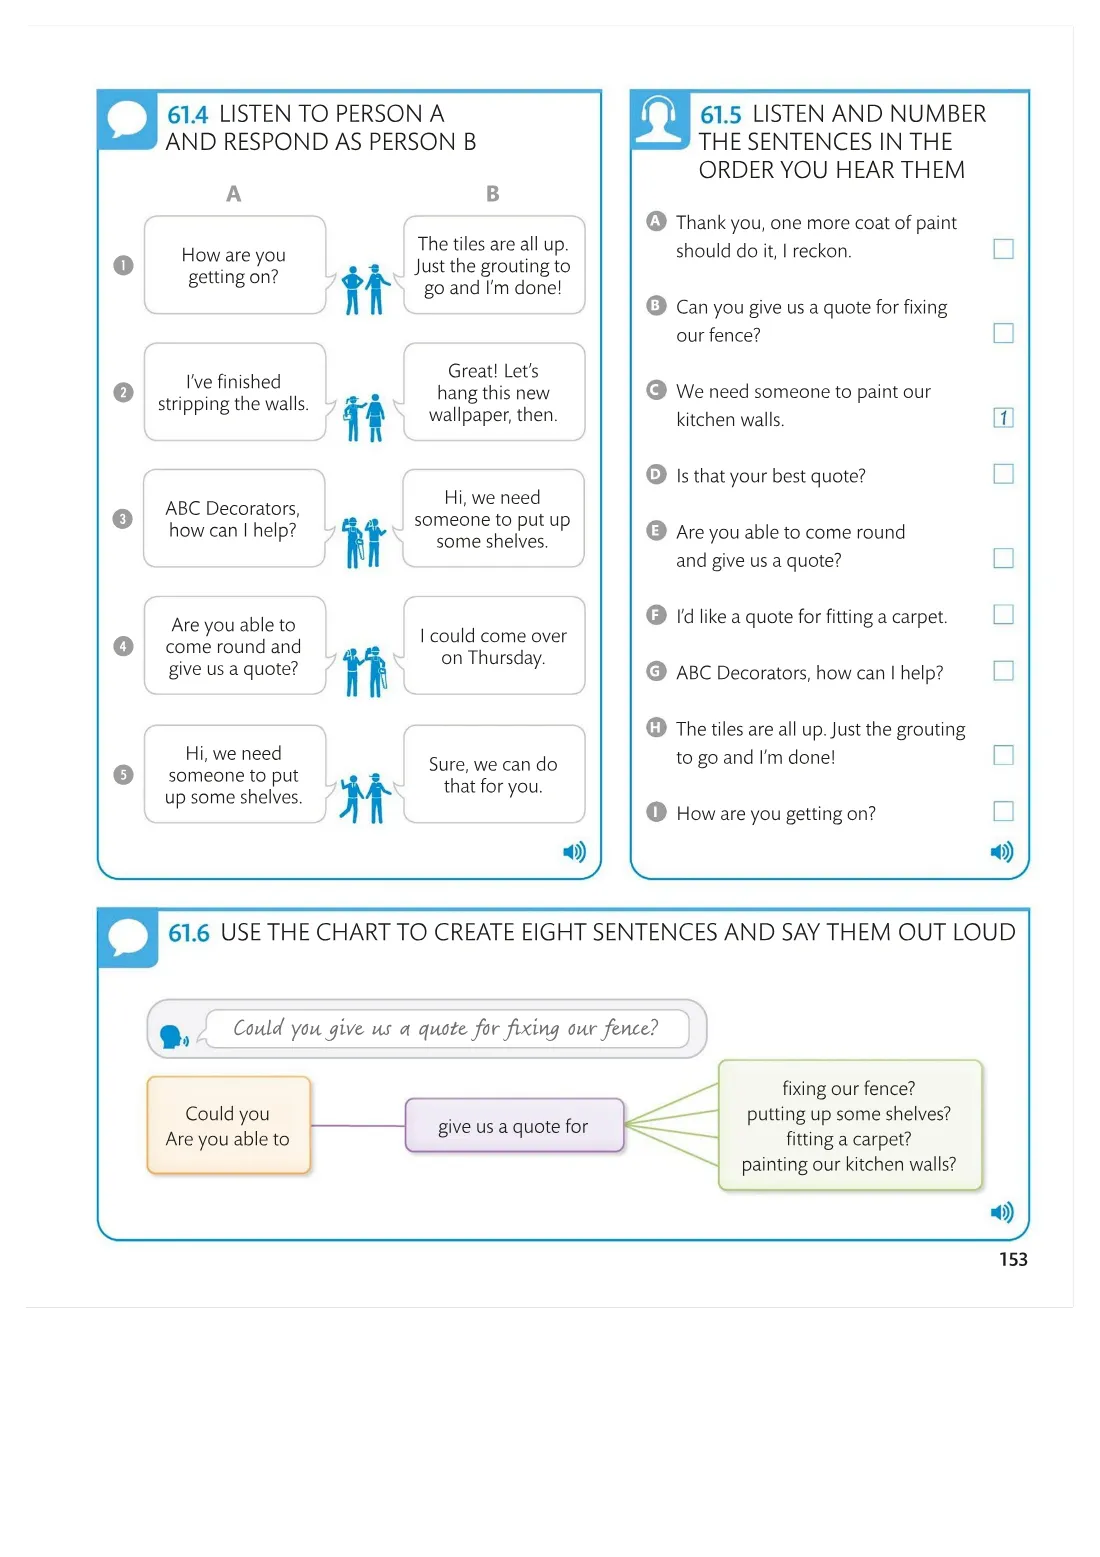 61.4 LISTEN TO PERSON A
AND RESPOND AS PERSON B
A
B
1
How are you
getting on?
The tiles are all up.
Just the grouting to
go and I'm done!
2
I've finished
stripping the walls.
Great! Let's
hang this new
wallpaper, then.
3
ABC Decorators,
how can I help?
Hi, we need
someone to put up
some shelves.
4
Are you able to
come round and
give us a quote?
I could come over
on Thursday.
5
Hi, we need
someone to put
up some shelves.
Sure, we can do
that for you.
61.5 LISTEN AND NUMBER
THE SENTENCES IN THE
ORDER YOU HEAR THEM
A Thank you, one more coat of paint
should do it, I reckon.
B Can you give us a quote for fixing
our fence?
C We need someone to paint our
kitchen walls. 1
D Is that your best quote?
E Are you able to come round
and give us a quote?
F I'd like a quote for fitting a carpet.
G ABC Decorators, how can I help?
H The tiles are all up. Just the grouting
to go and I'm done!
I How are you getting on?
61.6 USE THE CHART TO CREATE EIGHT SENTENCES AND SAY THEM OUT LOUD
Could you give us a quote for fixing our fence?
Could you
Are you able to
give us a quote for
fixing our fence?
putting up some shelves?
fitting a carpet?
painting our kitchen walls?
153